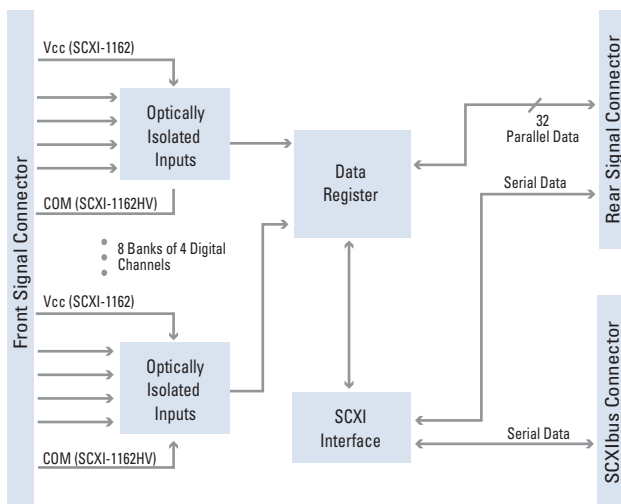 Front Signal Connector
Vcc (SCXI-1162)
Optically
Isolated
Inputs
COM (SCXI-1162HV)
8 Banks of 4 Digital
Channels
Vcc (SCXI-1162)
Optically
Isolated
Inputs
COM (SCXI-1162HV)
Data
Register
SCXI
Interface
32
Parallel Data
Serial Data
Serial Data
Rear Signal Connector
SCXIbus Connector